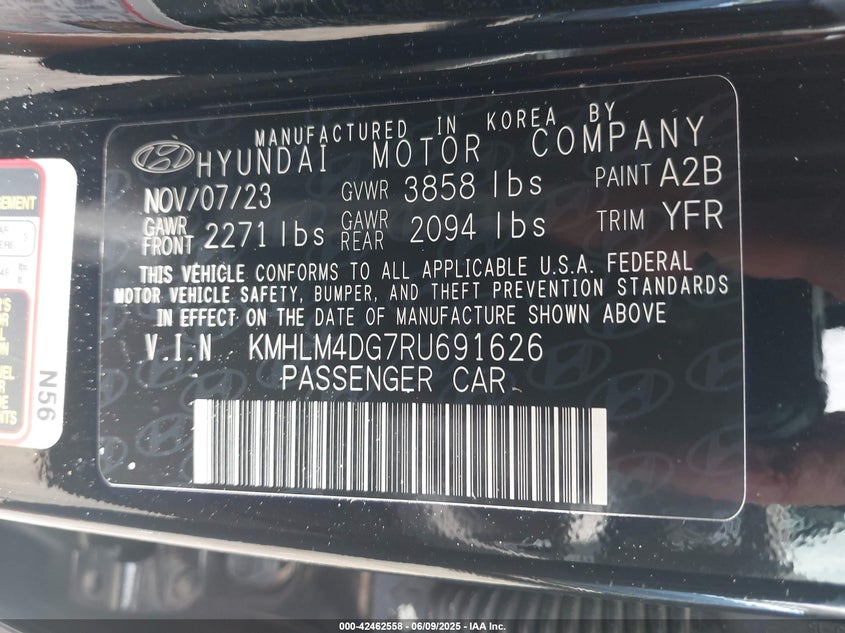 MANUFACTURED IN KOREA BY
HYUNDAI MOTOR COMPANY
NOV/07/23 GVWR 3858 lbs PAINT A2B
GAWR FRONT 2271 lbs GAWR REAR 2094 lbs TRIM YFR
THIS VEHICLE CONFORMS TO ALL APPLICABLE U.S.A. FEDERAL
MOTOR VEHICLE SAFETY, BUMPER, AND THEFT PREVENTION STANDARDS
IN EFFECT ON THE DATE OF MANUFACTURE SHOWN ABOVE
V.I.N KMHLM4DG7RU691626
PASSENGER CAR
N56
000-42462558 - 06/09/2025 - IAA Inc.